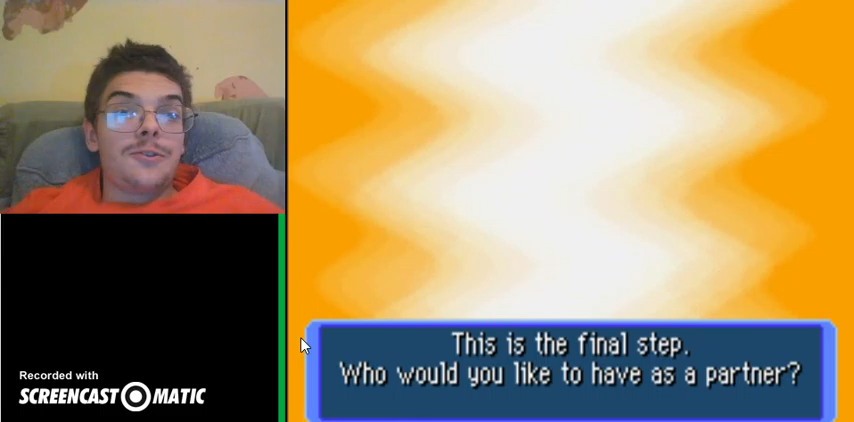 This is the final step.
Who would you like to have as a partner?
Recorded with
SCREENCAST MATIC